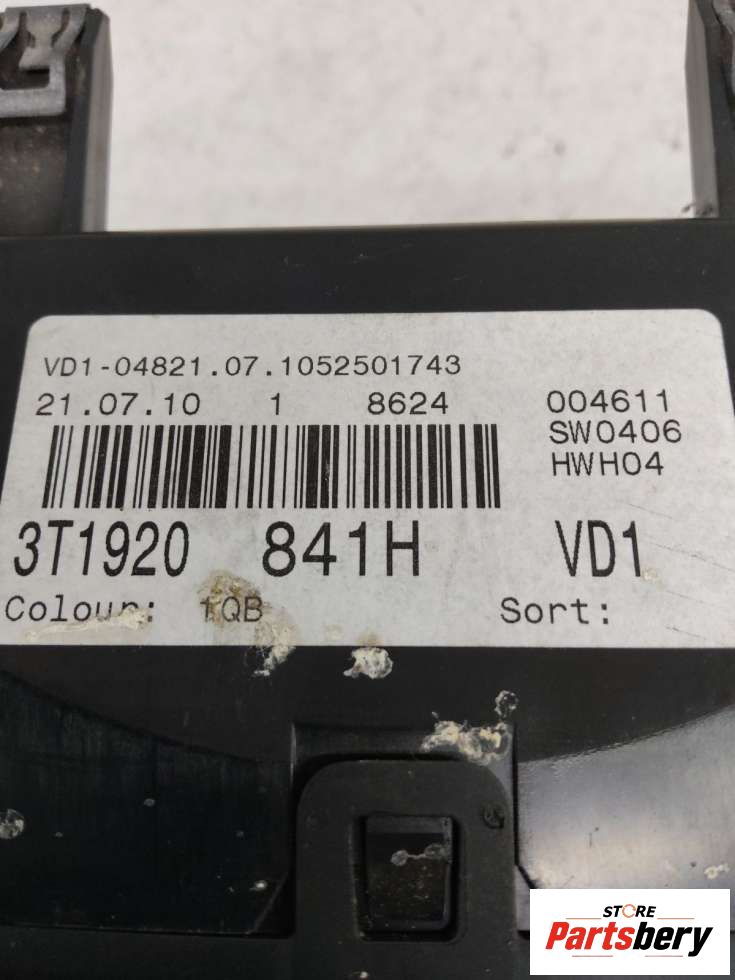 VD1-04821.07.1052501743
21.07.10 1 8624 004611
SW0406
HWH04
3T1920 841H VD1
Colour: 1QB Sort:
STORE
Partsbery